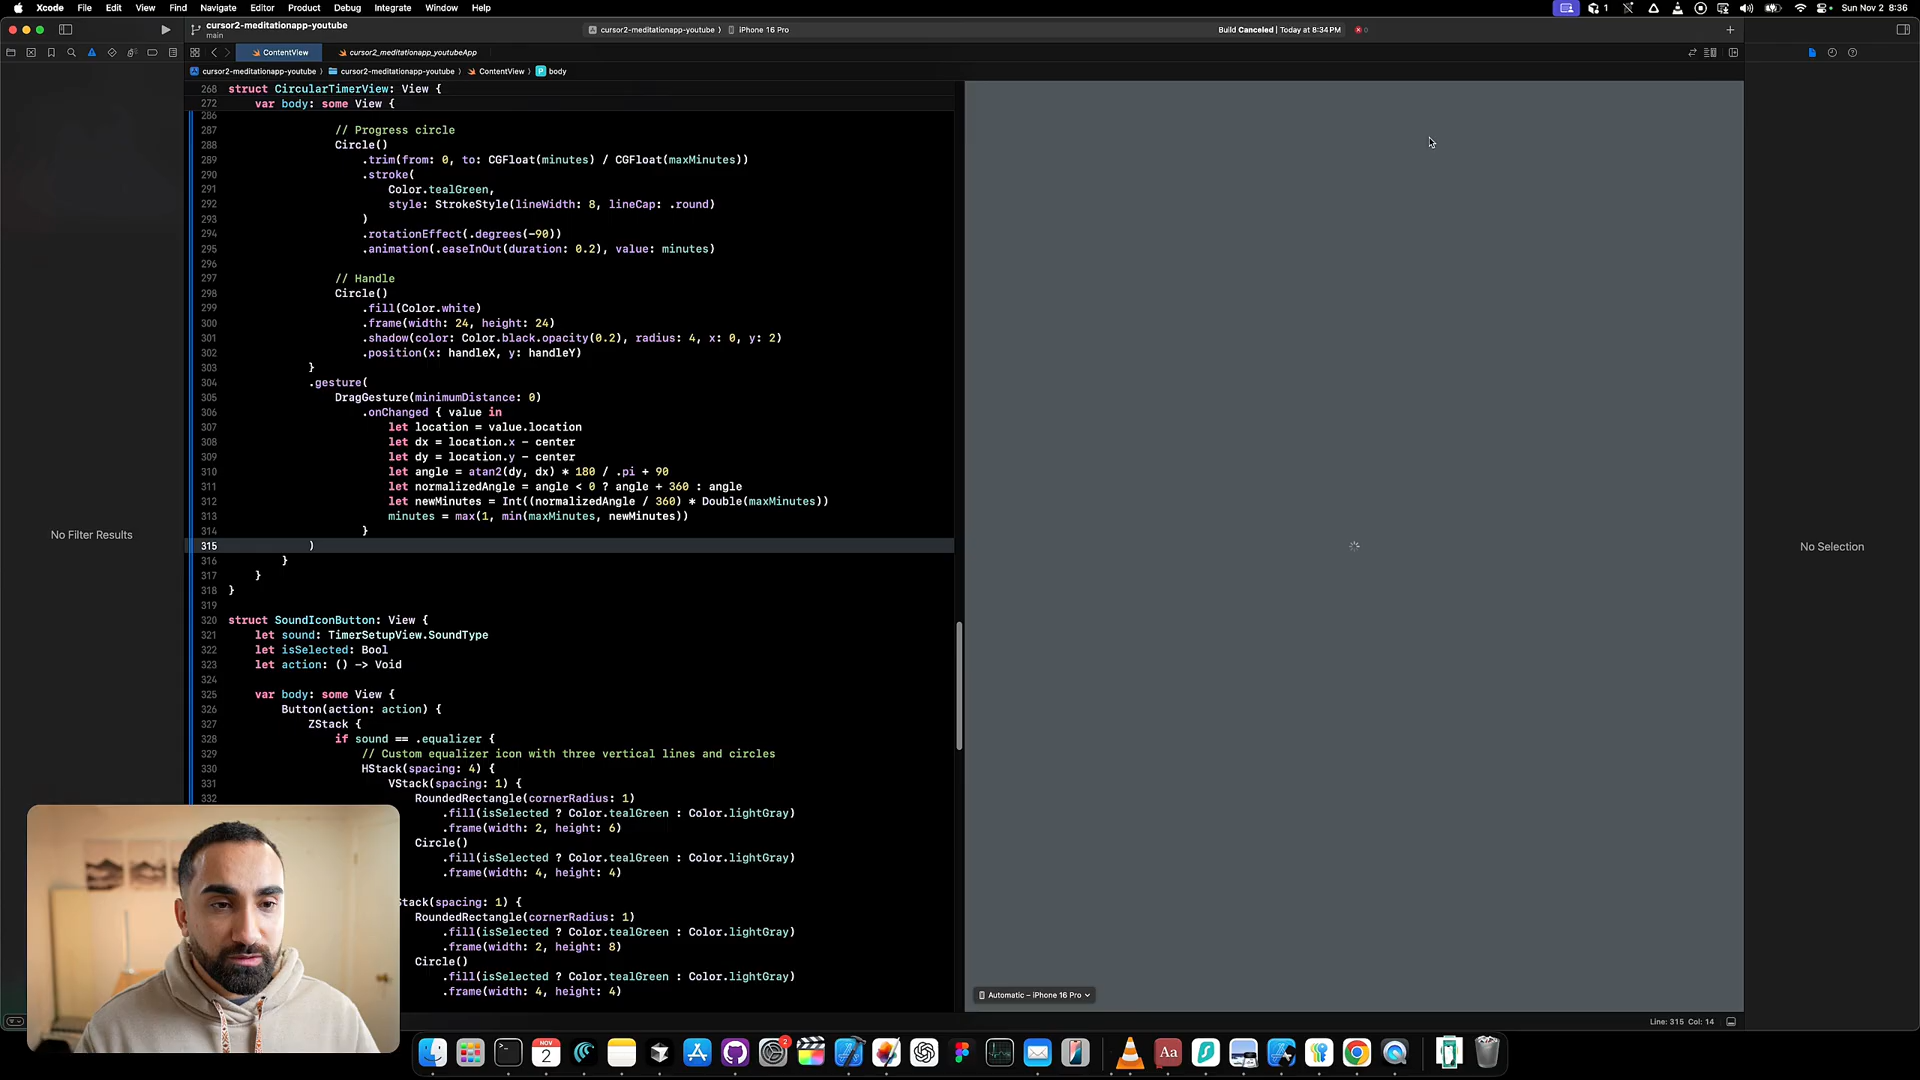 Xcode File Edit View Find Navigate Editor Product Debug Integrate Window Help
1 Sun Nov 2 8:36
cursor2-meditationapp-youtube
main
cursor2-meditationapp-youtube › iPhone 16 Pro
Build Canceled | Today at 8:34 PM
ContentView cursor2_meditationapp_youtubeApp
cursor2-meditationapp-youtube › cursor2-meditationapp-youtube › ContentView › body
268 struct CircularTimerView: View {
272 var body: some View {
286
287 // Progress circle
288 Circle()
289 .trim(from: 0, to: CGFloat(minutes) / CGFloat(maxMinutes))
290 .stroke(
291 Color.tealGreen,
292 style: StrokeStyle(lineWidth: 8, lineCap: .round)
293 )
294 .rotationEffect(.degrees(-90))
295 .animation(.easeInOut(duration: 0.2), value: minutes)
296
297 // Handle
298 Circle()
299 .fill(Color.white)
300 .frame(width: 24, height: 24)
301 .shadow(color: Color.black.opacity(0.2), radius: 4, x: 0, y: 2)
302 .position(x: handleX, y: handleY)
303 }
304 .gesture(
305 DragGesture(minimumDistance: 0)
306 .onChanged { value in
307 let location = value.location
308 let dx = location.x - center
309 let dy = location.y - center
310 let angle = atan2(dy, dx) * 180 / .pi + 90
311 let normalizedAngle = angle < 0 ? angle + 360 : angle
312 let newMinutes = Int((normalizedAngle / 360) * Double(maxMinutes))
313 minutes = max(1, min(maxMinutes, newMinutes))
314 }
315 )
316 }
317 }
318 }
319
320 struct SoundIconButton: View {
321 let sound: TimerSetupView.SoundType
322 let isSelected: Bool
323 let action: () -> Void
324
325 var body: some View {
326 Button(action: action) {
327 ZStack {
328 if sound == .equalizer {
329 // Custom equalizer icon with three vertical lines and circles
330 HStack(spacing: 4) {
331 VStack(spacing: 1) {
332 RoundedRectangle(cornerRadius: 1)
.fill(isSelected ? Color.tealGreen : Color.lightGray)
.frame(width: 2, height: 6)
Circle()
.fill(isSelected ? Color.tealGreen : Color.lightGray)
.frame(width: 4, height: 4)
Stack(spacing: 1) {
RoundedRectangle(cornerRadius: 1)
.fill(isSelected ? Color.tealGreen : Color.lightGray)
.frame(width: 2, height: 8)
Circle()
.fill(isSelected ? Color.tealGreen : Color.lightGray)
.frame(width: 4, height: 4)
No Filter Results
No Selection
Automatic – iPhone 16 Pro
Line: 315 Col: 14
NOV
2
2
Aa